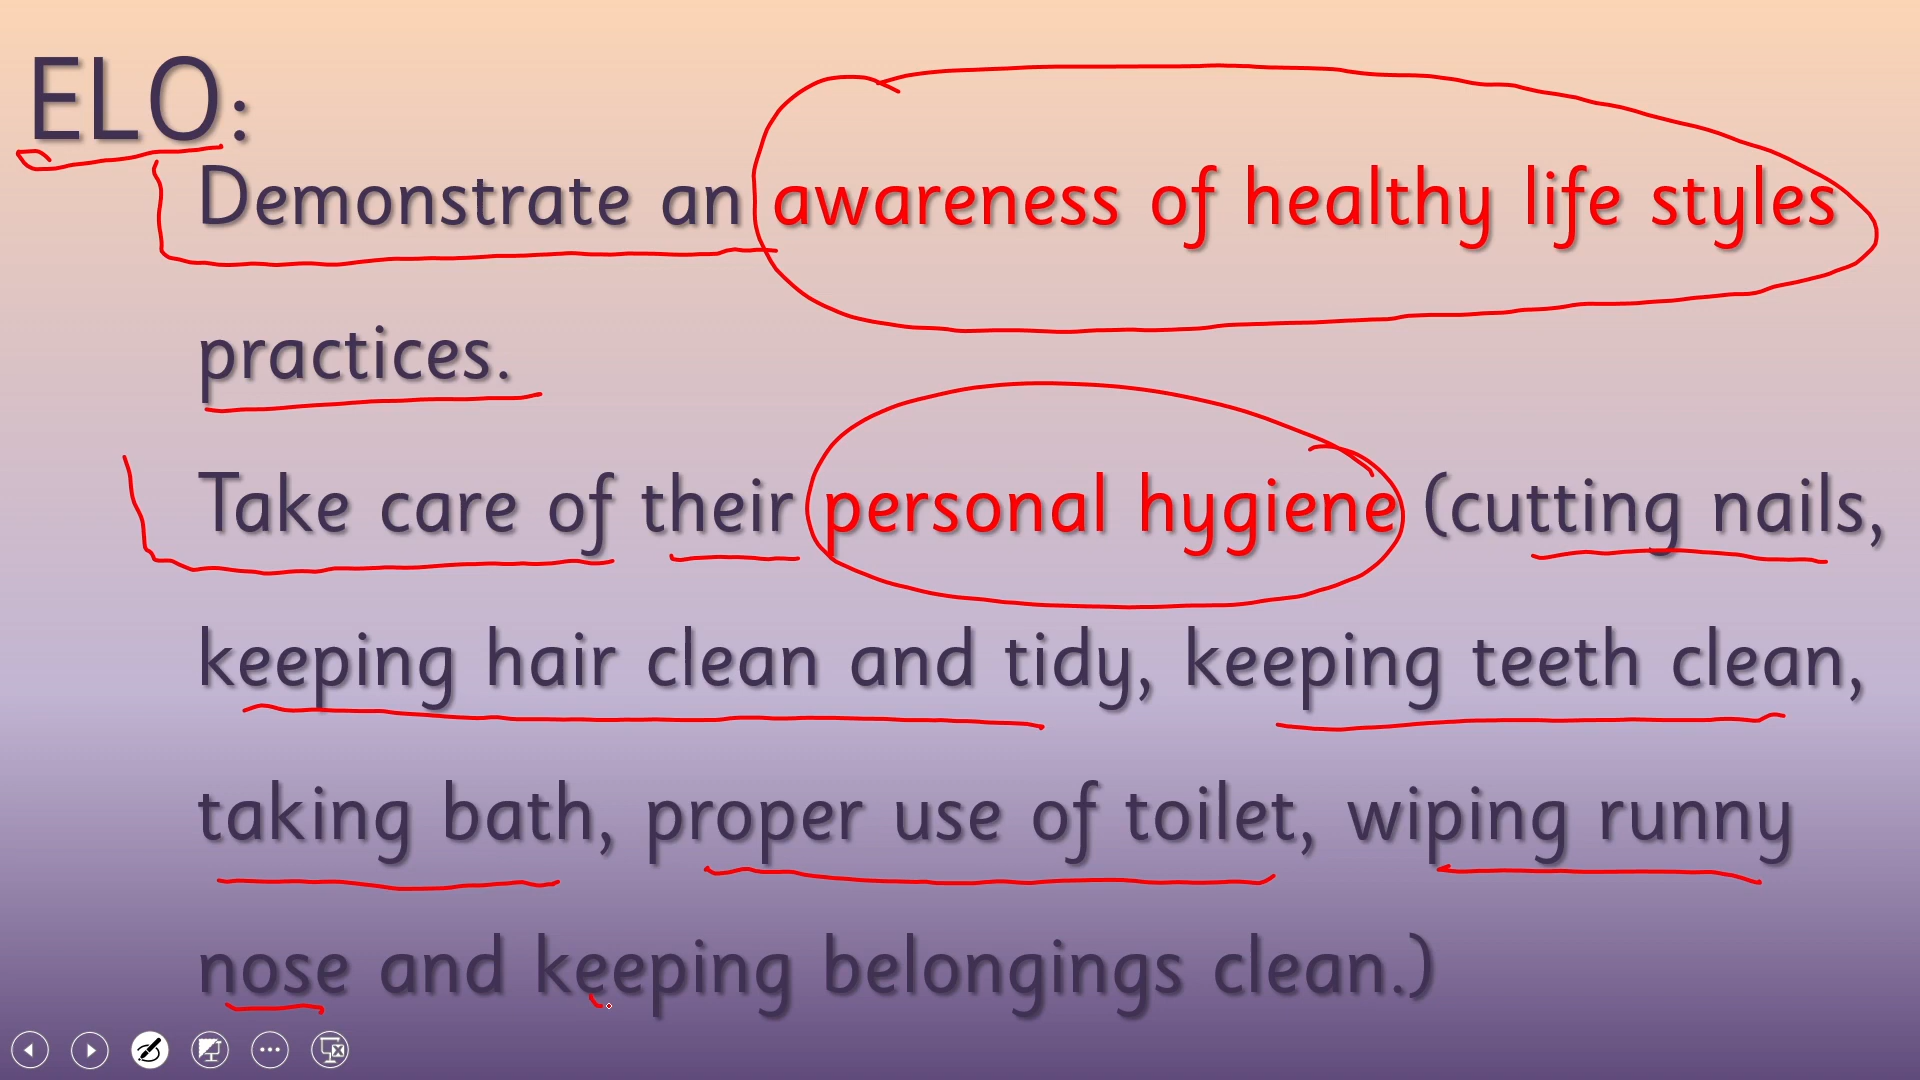 ELO:
Demonstrate an awareness of healthy life styles
practices.
Take care of their personal hygiene (cutting nails,
keeping hair clean and tidy, keeping teeth clean,
taking bath, proper use of toilet, wiping runny
nose and keeping belongings clean.)